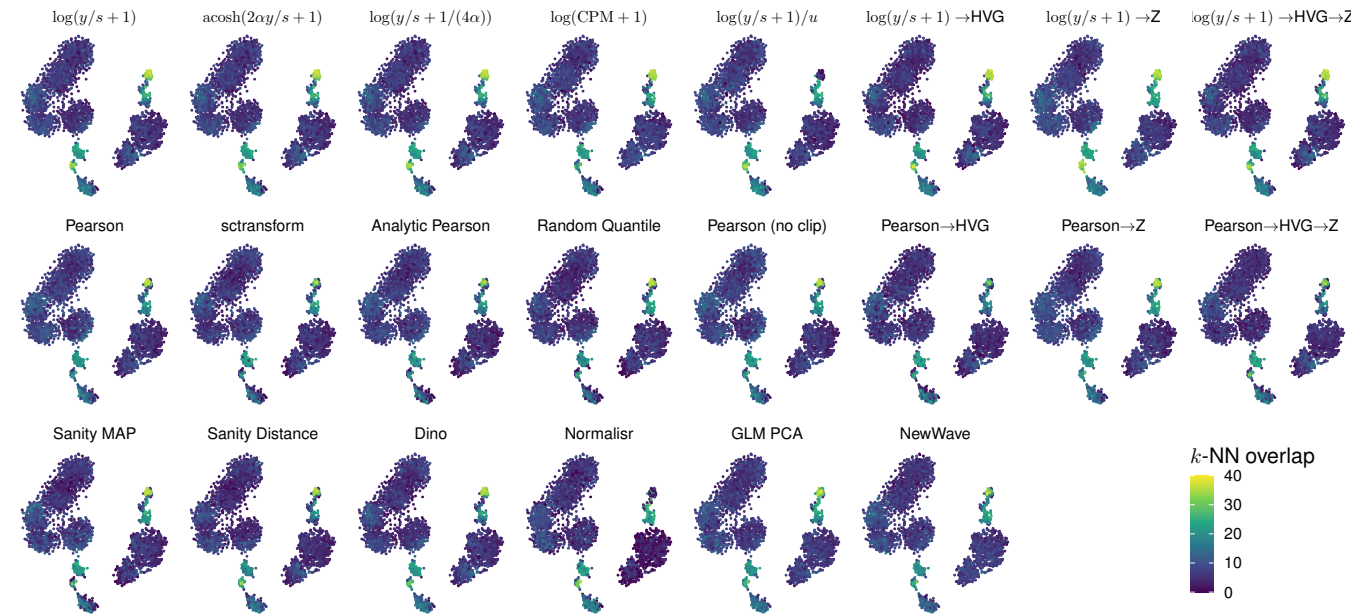 log(y/s + 1)
acosh(2αy/s + 1)
log(y/s + 1/(4α))
log(CPM + 1)
log(y/s + 1)/u
log(y/s + 1) →HVG
log(y/s + 1) →Z
log(y/s + 1) →HVG→Z
Pearson
sctransform
Analytic Pearson
Random Quantile
Pearson (no clip)
Pearson→HVG
Pearson→Z
Pearson→HVG→Z
Sanity MAP
Sanity Distance
Dino
Normalisr
GLM PCA
NewWave
k-NN overlap
40
30
20
10
0